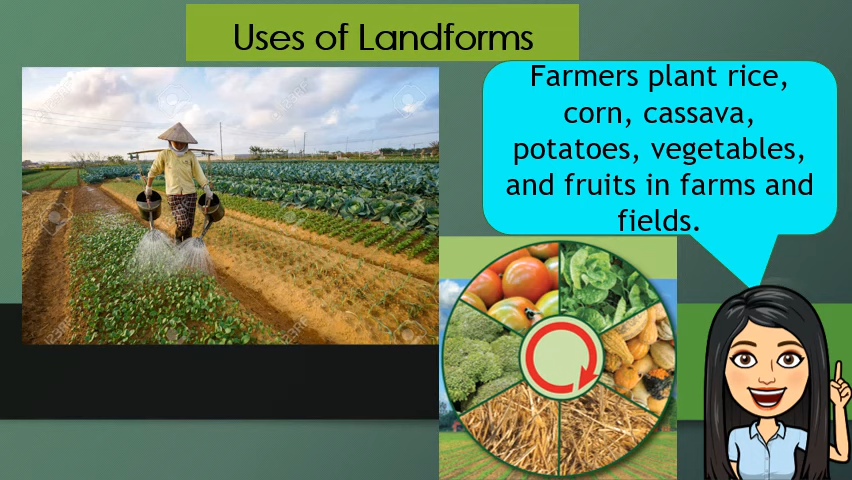 Uses of Landforms
Farmers plant rice,
corn, cassava,
potatoes, vegetables,
and fruits in farms and
fields.